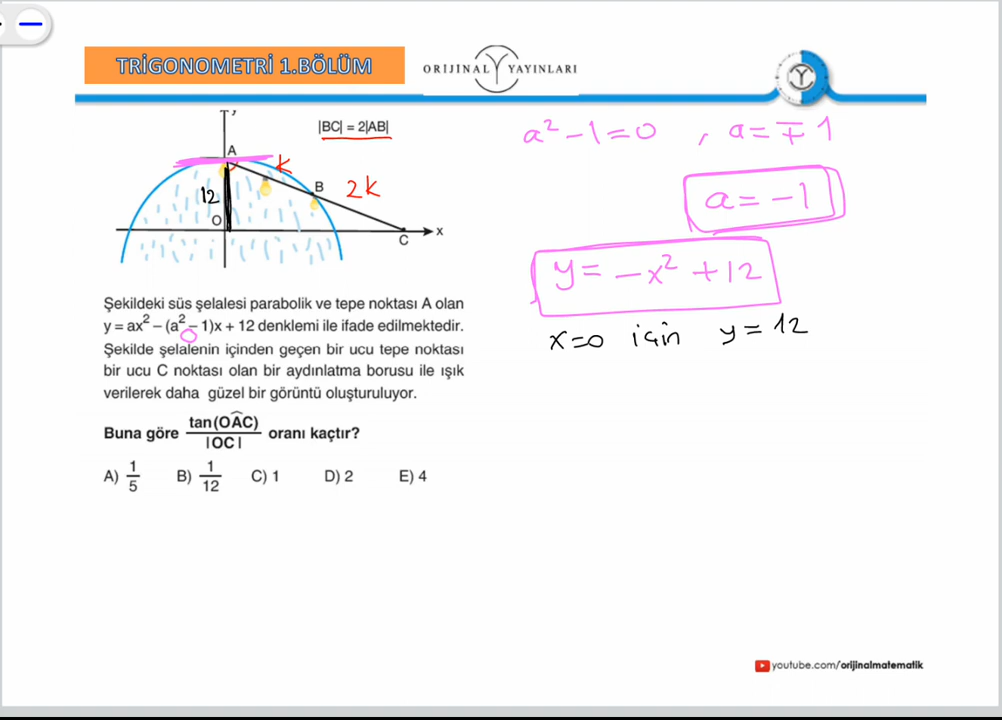 TRİGONOMETRİ 1.BÖLÜM
ORIJINAL YAYINLARI
|BC| = 2|AB|
a² - 1 = 0 , a = ∓ 1
A
k
B
2k
12
O
C
x
a = -1
y = -x² + 12
x=0 için y = 12
Şekildeki süs şelalesi parabolik ve tepe noktası A olan
y = ax² – (a² – 1)x + 12 denklemi ile ifade edilmektedir.
0
Şekilde şelalenin içinden geçen bir ucu tepe noktası
bir ucu C noktası olan bir aydınlatma borusu ile ışık
verilerek daha güzel bir görüntü oluşturuluyor.
Buna göre tan(OAC)/|OC| oranı kaçtır?
A) 1/5 B) 1/12 C) 1 D) 2 E) 4
youtube.com/orijinalmatematik